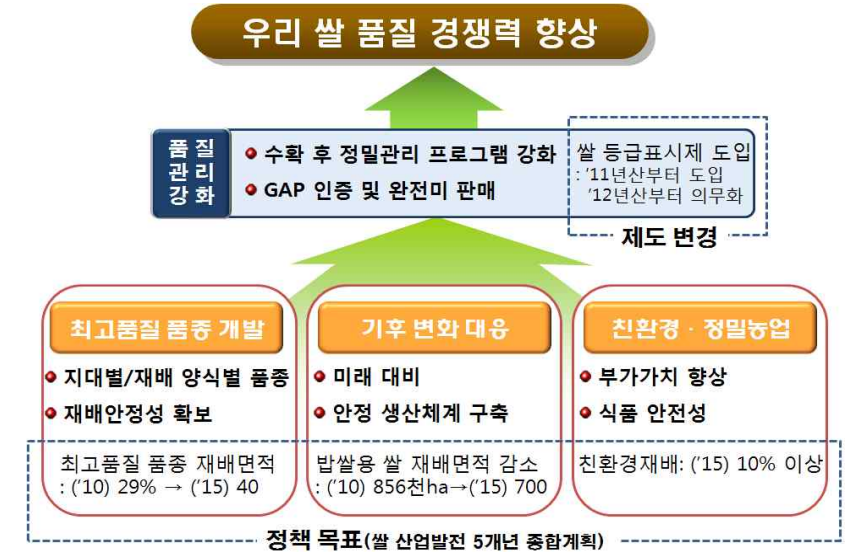 우리 쌀 품질 경쟁력 향상
품 질
관 리
강 화
수확 후 정밀관리 프로그램 강화
GAP 인증 및 완전미 판매
쌀 등급표시제 도입
: ’11년산부터 도입
’12년산부터 의무화
제도 변경
최고품질 품종 개발
지대별/재배 양식별 품종
재배안정성 확보
최고품질 품종 재배면적
: (’10) 29% → (’15) 40
기후 변화 대응
미래 대비
안정 생산체계 구축
밥쌀용 쌀 재배면적 감소
: (’10) 856천ha→(’15) 700
친환경 · 정밀농업
부가가치 향상
식품 안전성
친환경재배: (’15) 10% 이상
정책 목표(쌀 산업발전 5개년 종합계획)